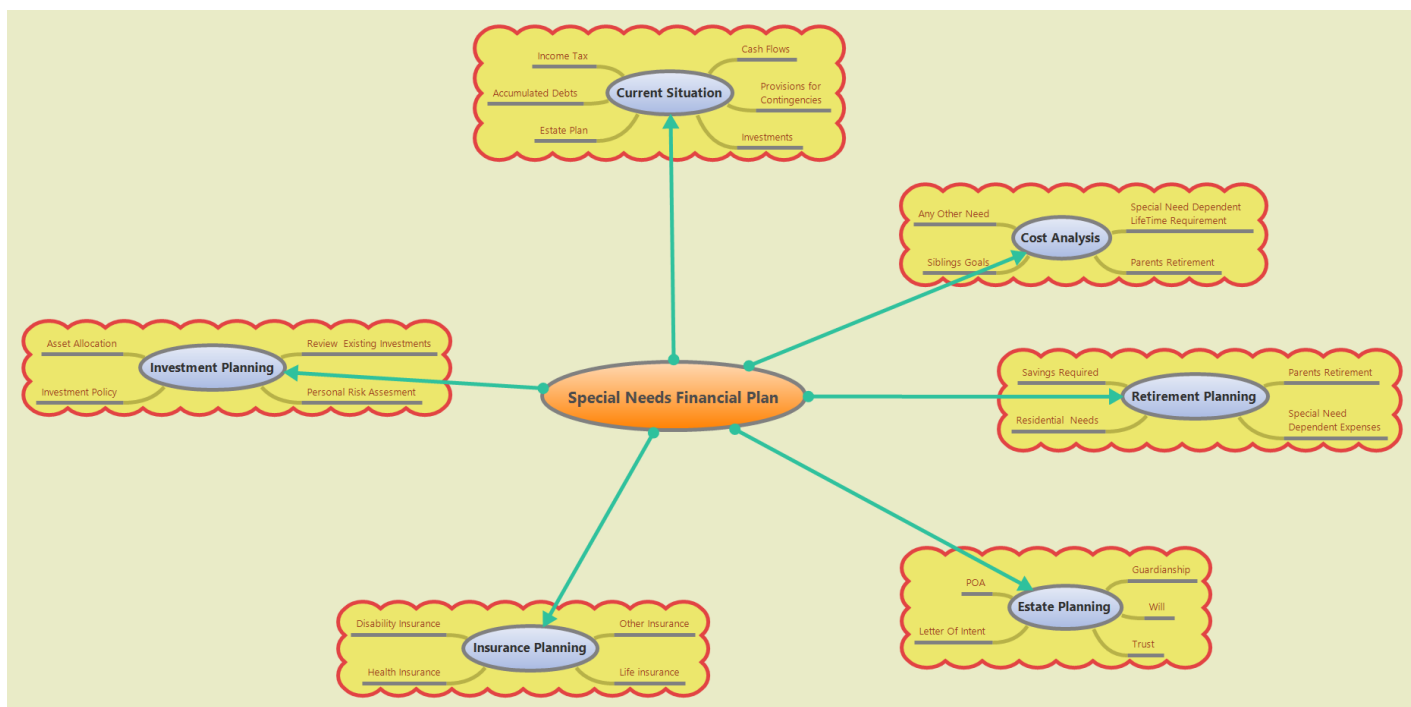 Income Tax
Accumulated Debts
Estate Plan
Current Situation
Cash Flows
Provisions for
Contingencies
Investments
Any Other Need
Siblings Goals
Cost Analysis
Special Need Dependent
LifeTime Requirement
Parents Retirement
Asset Allocation
Investment Policy
Investment Planning
Review Existing Investments
Personal Risk Assesment
Special Needs Financial Plan
Savings Required
Residential Needs
Retirement Planning
Parents Retirement
Special Need
Dependent Expenses
Disability Insurance
Health Insurance
Insurance Planning
Other Insurance
Life insurance
POA
Letter Of Intent
Estate Planning
Guardianship
Will
Trust